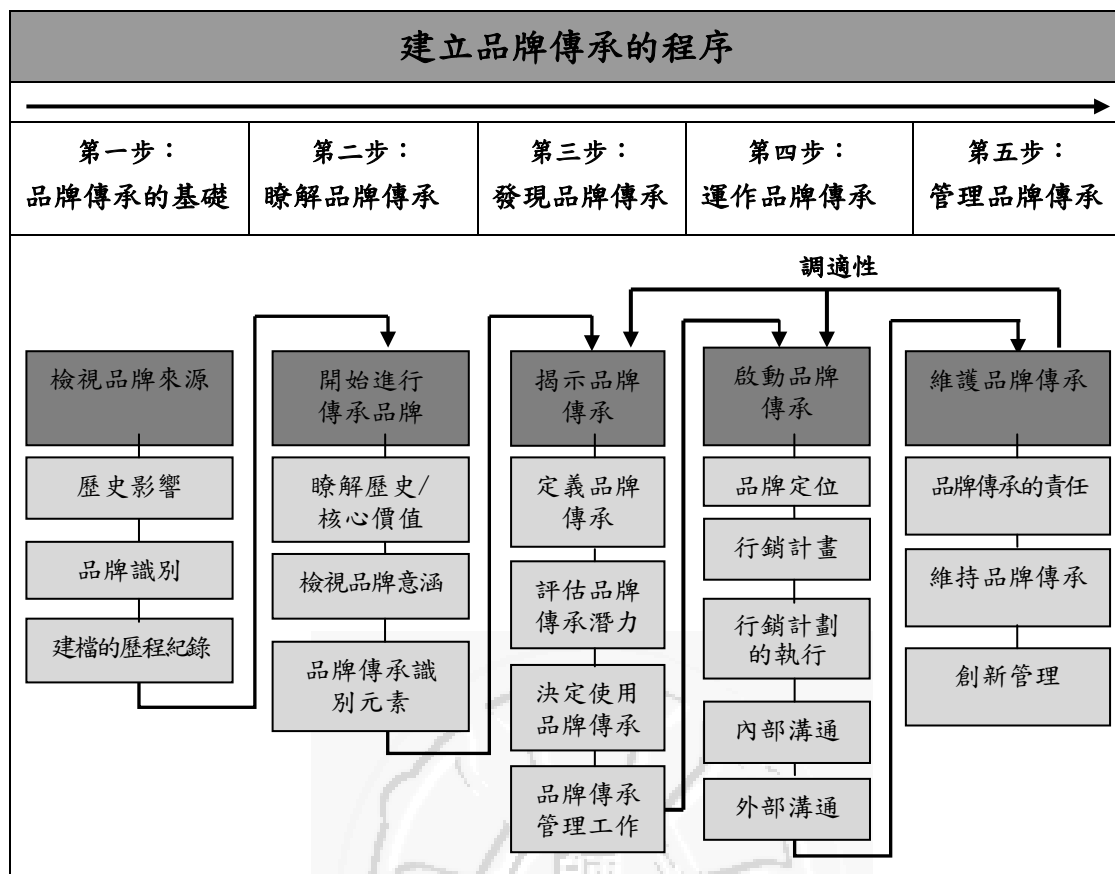 建立品牌傳承的程序
第一步：
品牌傳承的基礎
第二步：
瞭解品牌傳承
第三步：
發現品牌傳承
第四步：
運作品牌傳承
第五步：
管理品牌傳承
調適性
檢視品牌來源
歷史影響
品牌識別
建檔的歷程紀錄
開始進行
傳承品牌
瞭解歷史/
核心價值
檢視品牌意涵
品牌傳承識
別元素
揭示品牌
傳承
定義品牌
傳承
評估品牌
傳承潛力
決定使用
品牌傳承
品牌傳承
管理工作
啟動品牌
傳承
品牌定位
行銷計畫
行銷計劃
的執行
內部溝通
外部溝通
維護品牌傳承
品牌傳承的責任
維持品牌傳承
創新管理